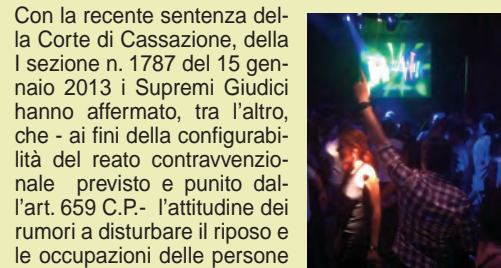 Con la recente sentenza del-
la Corte di Cassazione, della
I sezione n. 1787 del 15 gen-
naio 2013 i Supremi Giudici
hanno affermato, tra l'altro,
che - ai fini della configurabi-
lità del reato contravvenzio-
nale previsto e punito dal-
l'art. 659 C.P.- l'attitudine dei
rumori a disturbare il riposo e
le occupazioni delle persone